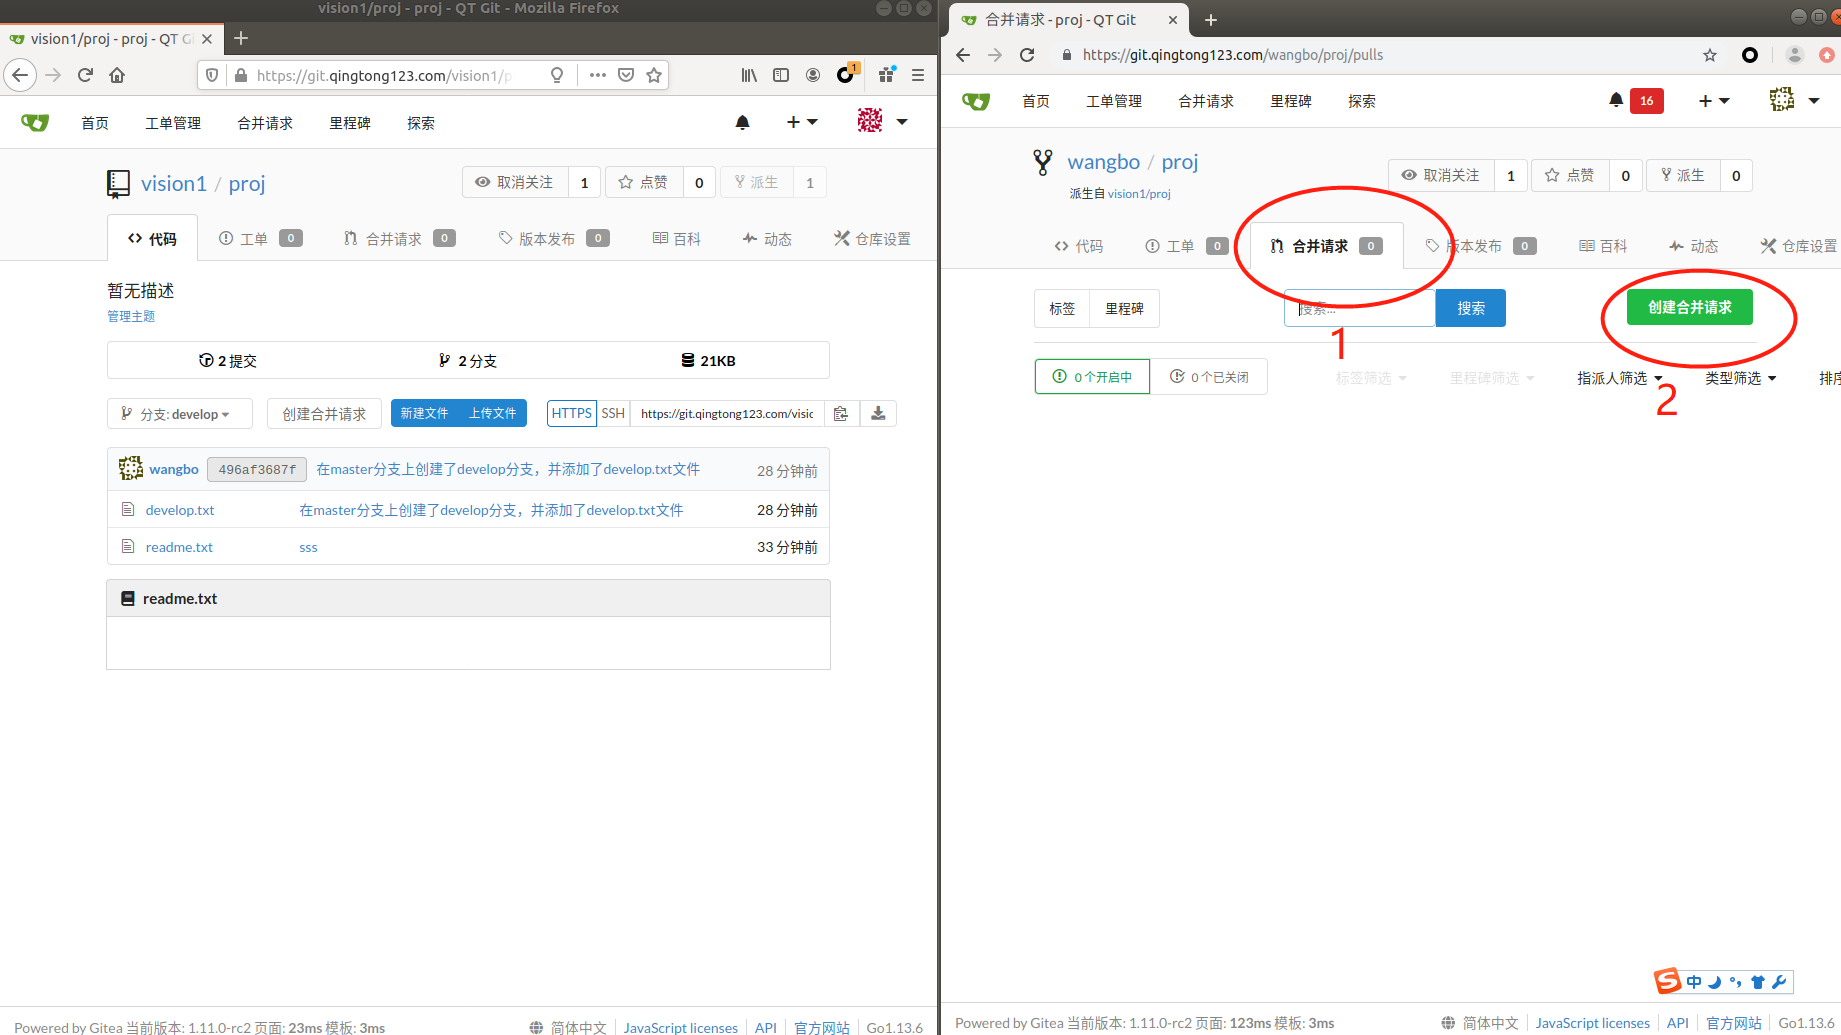 vision1/proj - proj - QT Git - Mozilla Firefox
vision1/proj - proj - QT Gi
https://git.qingtong123.com/vision1/p
1
首页 工单管理 合并请求 里程碑 探索
vision1 / proj
取消关注 1 点赞 0 派生 1
代码 工单 0 合并请求 0 版本发布 0 百科 动态 仓库设置
暂无描述
管理主题
2 提交 2 分支 21KB
分支: develop 创建合并请求 新建文件 上传文件 HTTPS SSH https://git.qingtong123.com/visic
wangbo 496af3687f 在master分支上创建了develop分支，并添加了develop.txt文件 28 分钟前
develop.txt 在master分支上创建了develop分支，并添加了develop.txt文件 28 分钟前
readme.txt sss 33 分钟前
readme.txt
Powered by Gitea 当前版本: 1.11.0-rc2 页面: 23ms 模板: 3ms 简体中文 JavaScript licenses API 官方网站 Go1.13.6
合并请求 - proj - QT Git
https://git.qingtong123.com/wangbo/proj/pulls
首页 工单管理 合并请求 里程碑 探索 16
wangbo / proj
取消关注 1 点赞 0 派生 0
派生自 vision1/proj
代码 工单 0 合并请求 0 版本发布 0 百科 动态 仓库设置
标签 里程碑 搜索... 搜索 创建合并请求
1
0 个开启中 0 个已关闭 标签筛选 里程碑筛选 指派人筛选 类型筛选 排序
2
S 中
Powered by Gitea 当前版本: 1.11.0-rc2 页面: 123ms 模板: 3ms 简体中文 JavaScript licenses API 官方网站 Go1.13.6